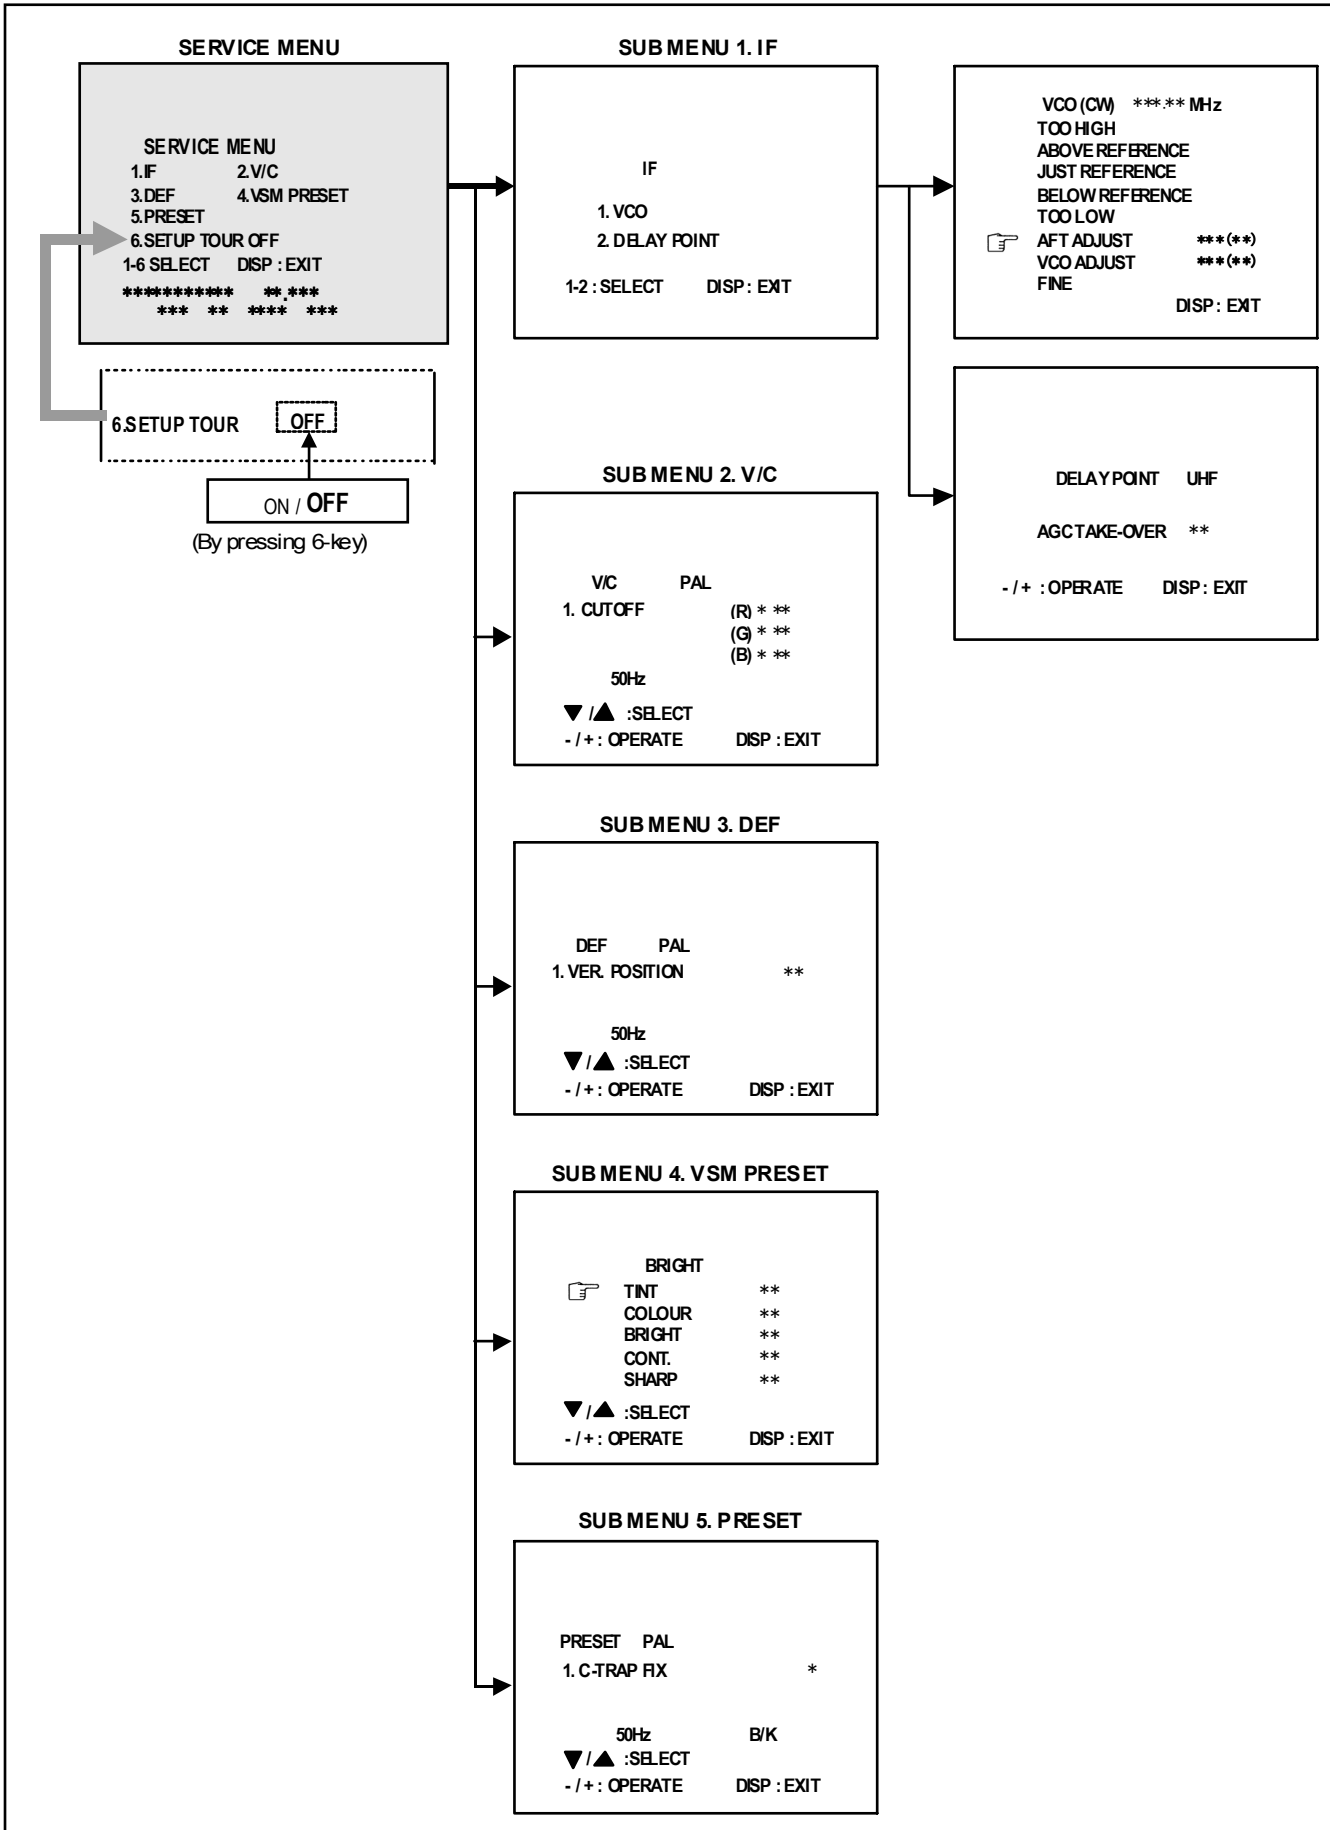 SERVICE MENU
SERVICE MENU
1.IF 2.V/C
3.DEF 4.VSM PRESET
5.PRESET
6.SETUP TOUR OFF
1-6 SELECT DISP : EXIT
*********** **.***
*** ** **** ***
6.SETUP TOUR OFF
ON / OFF
(By pressing 6-key)
SUB MENU 1. IF
IF
1. VCO
2. DELAY POINT
1-2 : SELECT DISP : EXIT
VCO (CW) ***.** MHz
TOO HIGH
ABOVE REFERENCE
JUST REFERENCE
BELOW REFERENCE
TOO LOW
☞ AFT ADJUST ***(**)
VCO ADJUST ***(**)
FINE
DISP : EXIT
DELAY POINT UHF
AGC TAKE-OVER **
- / + : OPERATE DISP : EXIT
SUB MENU 2. V/C
V/C PAL
1. CUTOFF (R) * **
(G) * **
(B) * **
50Hz
▼ /▲ :SELECT
- / + : OPERATE DISP : EXIT
SUB MENU 3. DEF
DEF PAL
1. VER. POSITION **
50Hz
▼ /▲ :SELECT
- / + : OPERATE DISP : EXIT
SUB MENU 4. VSM PRESET
BRIGHT
☞ TINT **
COLOUR **
BRIGHT **
CONT. **
SHARP **
▼ /▲ :SELECT
- / + : OPERATE DISP : EXIT
SUB MENU 5. PRESET
PRESET PAL
1. C-TRAP FIX *
50Hz B/K
▼ /▲ :SELECT
- / + : OPERATE DISP : EXIT